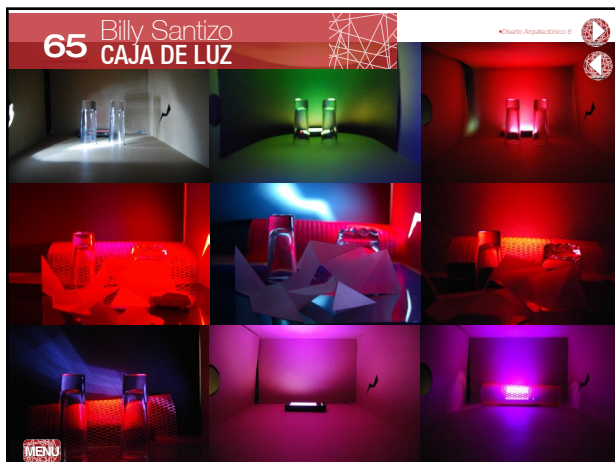 65 Billy Santizo
CAJA DE LUZ
•Diseño Arquitectónico 6
MENU